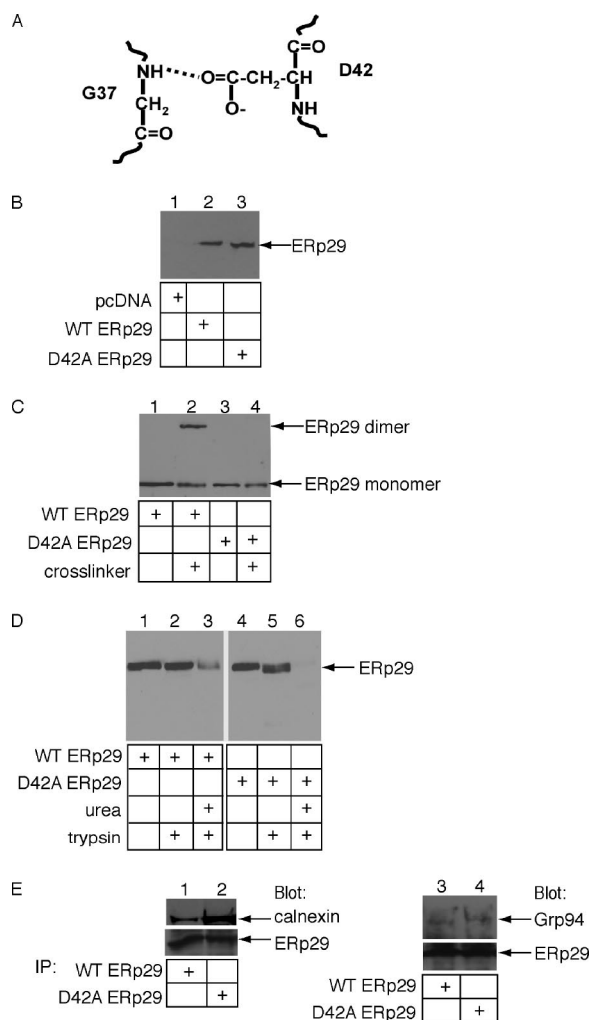 A
NH O=C-CH2-CH C=O D42
G37 CH2 O- NH
C=O
B
1 2 3
ERp29
pcDNA +
WT ERp29 +
D42A ERp29 +
C
1 2 3 4
ERp29 dimer
ERp29 monomer
WT ERp29 + +
D42A ERp29 + +
crosslinker + +
D
1 2 3 4 5 6
ERp29
WT ERp29 + + +
D42A ERp29 + + +
urea + +
trypsin + + + +
E
1 2 Blot: 3 4 Blot:
calnexin Grp94
ERp29 ERp29
IP: WT ERp29 + WT ERp29 +
D42A ERp29 + D42A ERp29 +